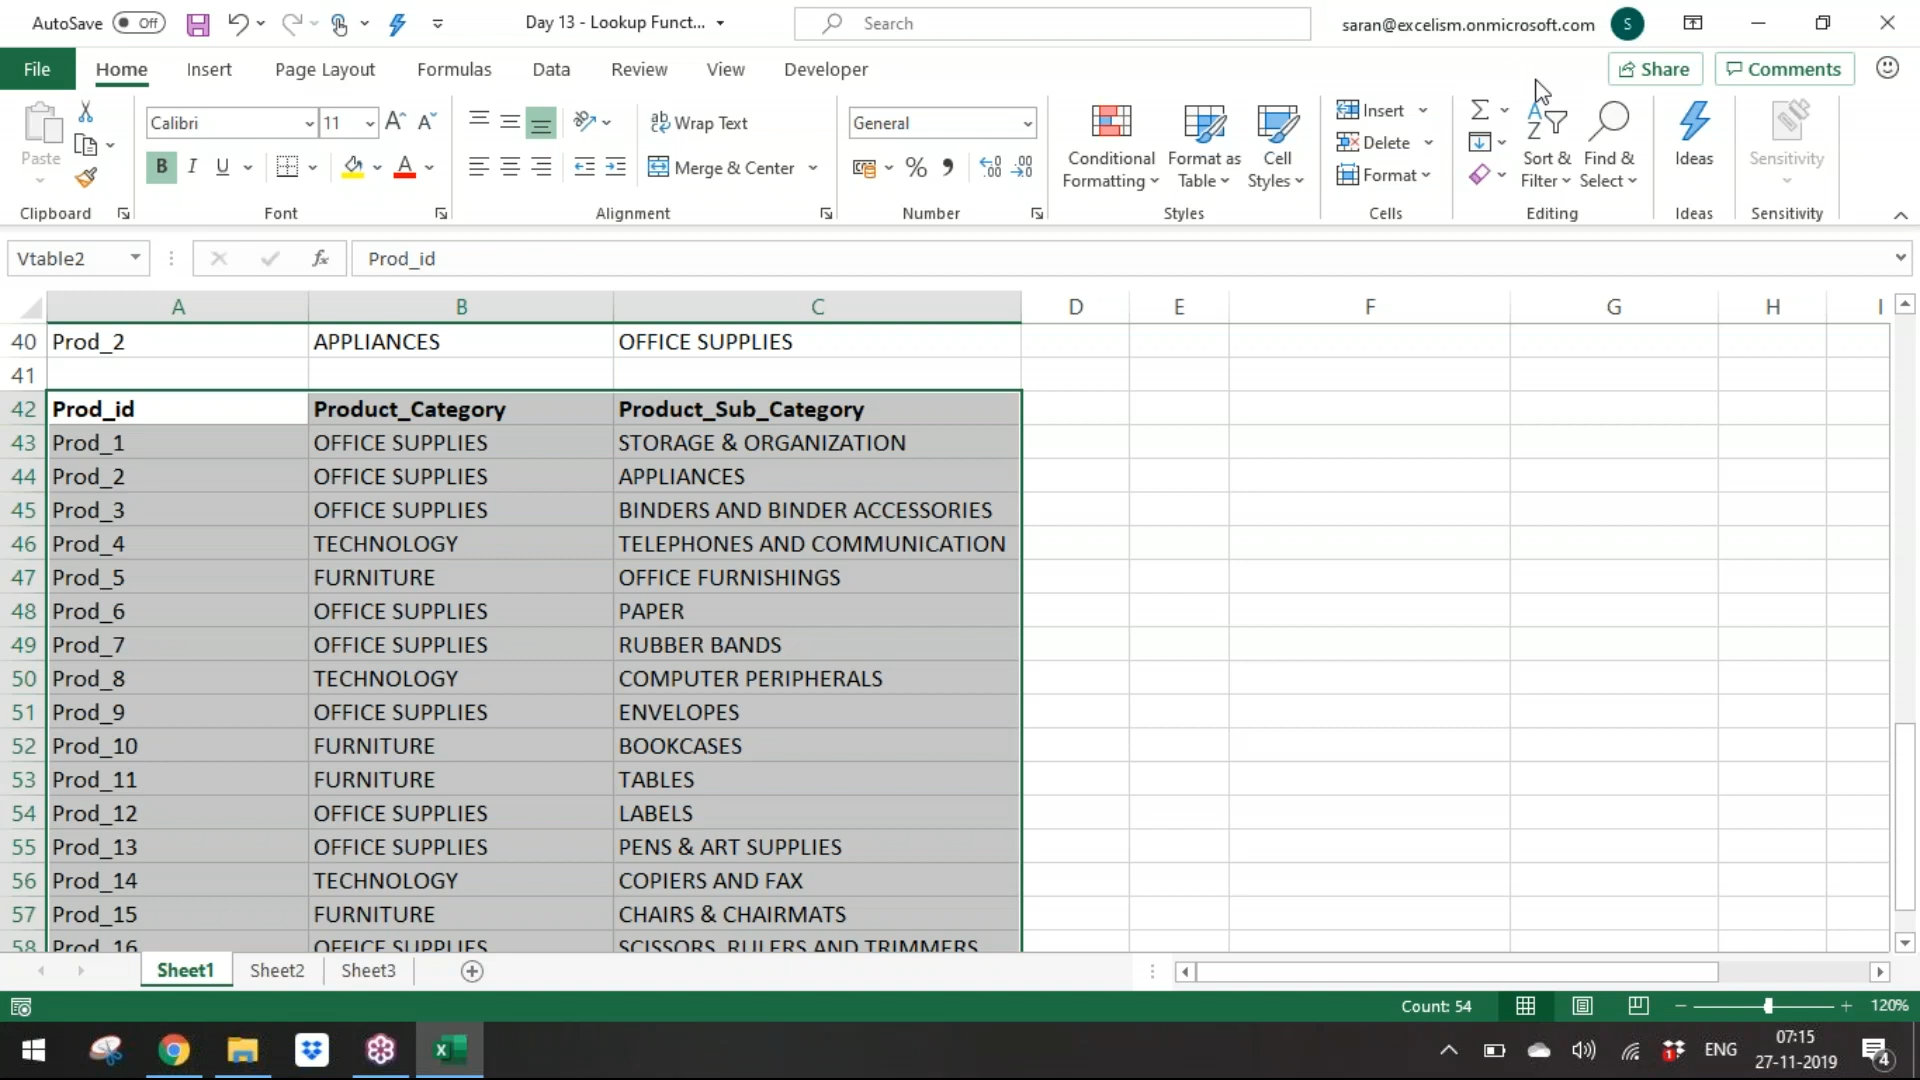 AutoSave Off Day 13 - Lookup Funct... Search saran@excelism.onmicrosoft.com S
File Home Insert Page Layout Formulas Data Review View Developer Share Comments
Paste Calibri 11 A^ A˅ Wrap Text General Conditional Formatting Format as Table Cell Styles Insert Delete Format Sort & Filter Find & Select Ideas Sensitivity
B I U A Merge & Center %
Clipboard Font Alignment Number Styles Cells Editing Ideas Sensitivity
Vtable2 fx Prod_id
A B C D E F G H I
40 Prod_2 APPLIANCES OFFICE SUPPLIES
41
42 Prod_id Product_Category Product_Sub_Category
43 Prod_1 OFFICE SUPPLIES STORAGE & ORGANIZATION
44 Prod_2 OFFICE SUPPLIES APPLIANCES
45 Prod_3 OFFICE SUPPLIES BINDERS AND BINDER ACCESSORIES
46 Prod_4 TECHNOLOGY TELEPHONES AND COMMUNICATION
47 Prod_5 FURNITURE OFFICE FURNISHINGS
48 Prod_6 OFFICE SUPPLIES PAPER
49 Prod_7 OFFICE SUPPLIES RUBBER BANDS
50 Prod_8 TECHNOLOGY COMPUTER PERIPHERALS
51 Prod_9 OFFICE SUPPLIES ENVELOPES
52 Prod_10 FURNITURE BOOKCASES
53 Prod_11 FURNITURE TABLES
54 Prod_12 OFFICE SUPPLIES LABELS
55 Prod_13 OFFICE SUPPLIES PENS & ART SUPPLIES
56 Prod_14 TECHNOLOGY COPIERS AND FAX
57 Prod_15 FURNITURE CHAIRS & CHAIRMATS
58 Prod_16 OFFICE SUPPLIES SCISSORS, RULERS AND TRIMMERS
Sheet1 Sheet2 Sheet3
Count: 54 120%
ENG 07:15
27-11-2019 4